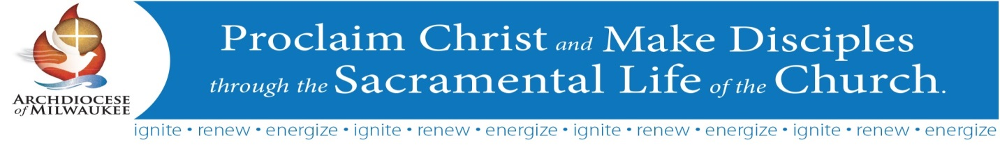 Proclaim Christ and Make Disciples
through the Sacramental Life of the Church.
ARCHDIOCESE
of MILWAUKEE
ignite • renew • energize • ignite • renew • energize • ignite • renew • energize • ignite • renew • energize